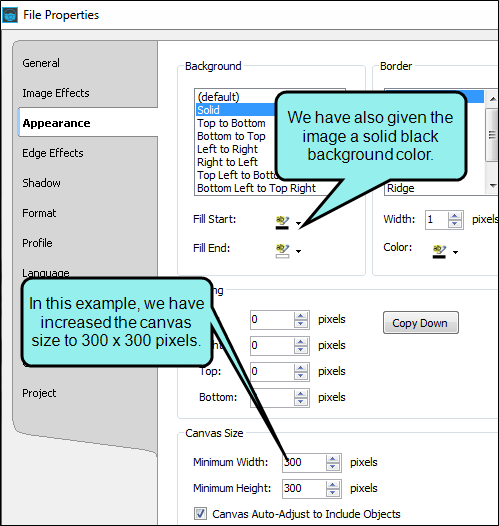 File Properties
General
Image Effects
Appearance
Edge Effects
Shadow
Format
Profile
Language
Project
Background
(default)
Solid
Top to Bottom
Bottom to Top
Left to Right
Right to Left
Top Left to Bo
Bottom Left to Top Right
Fill Start:
Fill End:
Border
Ridge
Width: 1 pixels
Color:
We have also given the
image a solid black
background color.
In this example, we have
increased the canvas
size to 300 x 300 pixels.
0 pixels
0 pixels
Top: 0 pixels
Bottom: pixels
Copy Down
Canvas Size
Minimum Width: 300 pixels
Minimum Height: 300 pixels
Canvas Auto-Adjust to Include Objects